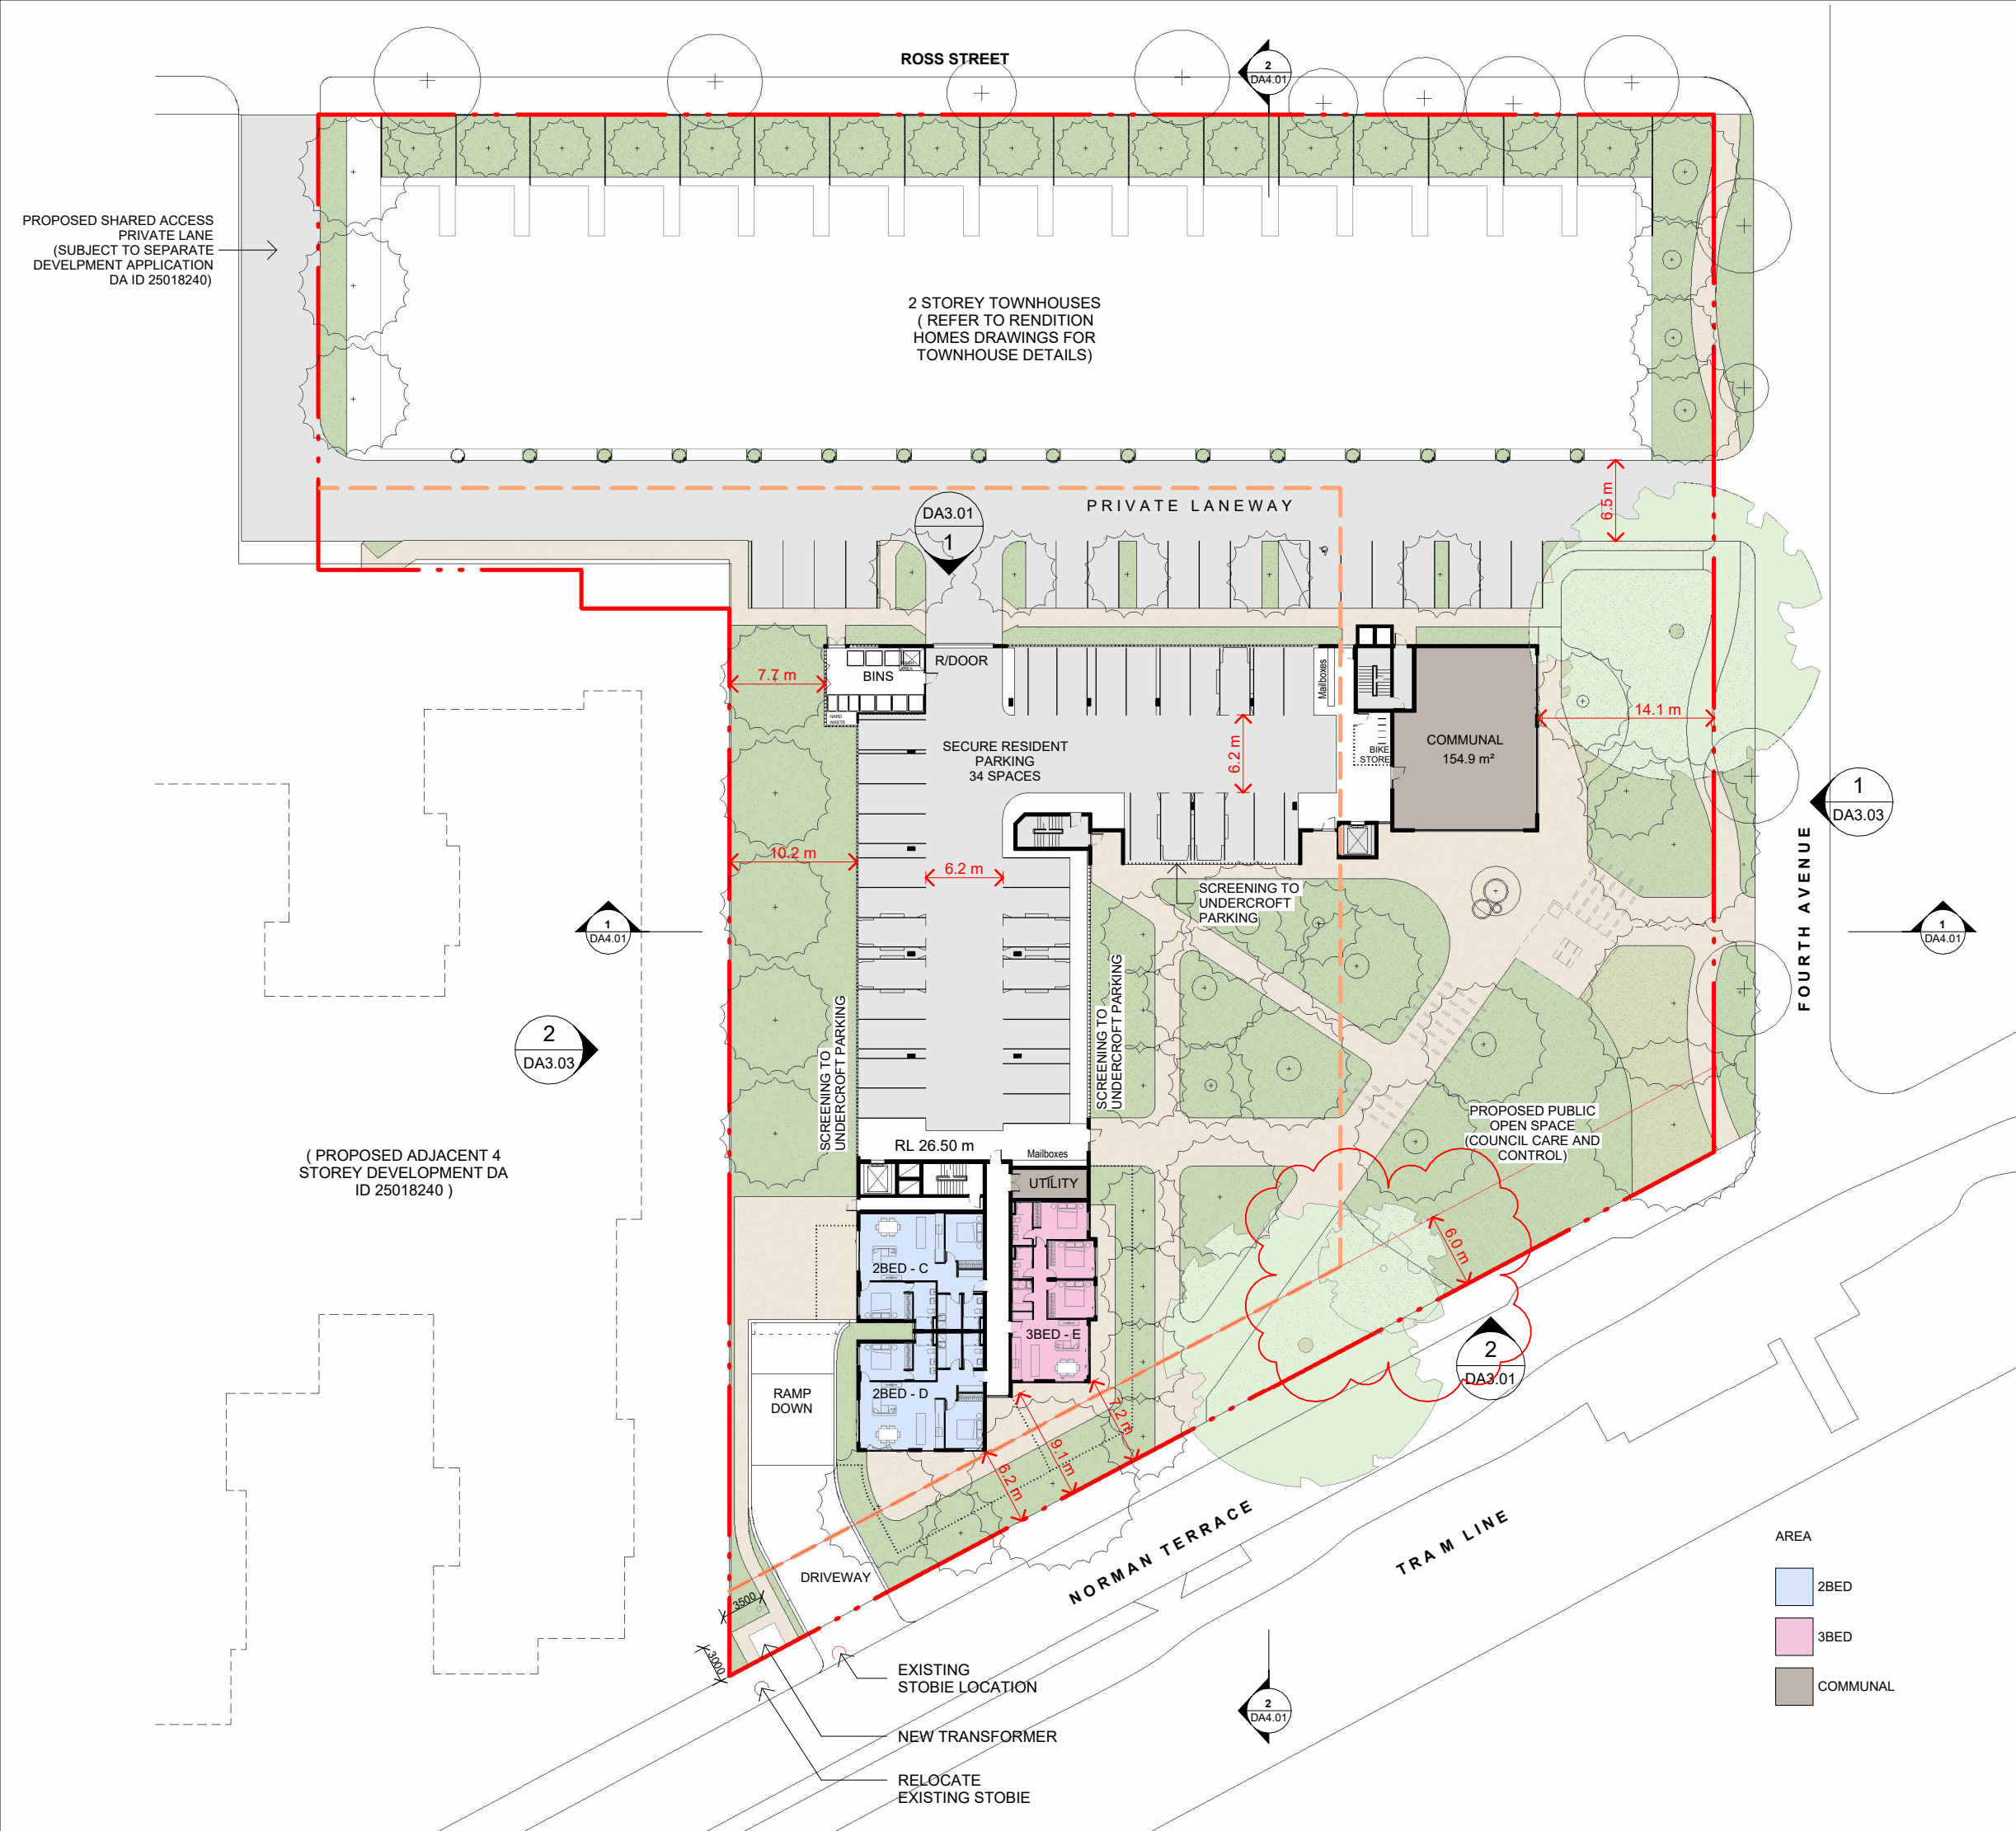 ROSS STREET
2
DA4.01
PROPOSED SHARED ACCESS
PRIVATE LANE
(SUBJECT TO SEPARATE
DEVELPMENT APPLICATION
DA ID 25018240)
2 STOREY TOWNHOUSES
( REFER TO RENDITION
HOMES DRAWINGS FOR
TOWNHOUSE DETAILS)
6.5 m
PRIVATE LANEWAY
DA3.01
1
R/DOOR
BINS
HARD
WASTE
7.7 m
Mailboxes
14.1 m
SECURE RESIDENT
PARKING
34 SPACES
6.2 m
BIKE
STORE
COMMUNAL
154.9 m²
1
DA3.03
FOURTH AVENUE
10.2 m
6.2 m
SCREENING TO
UNDERCROFT
PARKING
1
DA4.01
1
DA4.01
2
DA3.03
SCREENING TO
UNDERCROFT PARKING
SCREENING TO
UNDERCROFT PARKING
PROPOSED PUBLIC
OPEN SPACE
(COUNCIL CARE AND
CONTROL)
RL 26.50 m
Mailboxes
UTILITY
( PROPOSED ADJACENT 4
STOREY DEVELOPMENT DA
ID 25018240 )
2BED - C
6.0 m
3BED - E
2
DA3.01
RAMP
DOWN
2BED - D
7.2 m
9.1 m
6.2 m
NORMAN TERRACE
TRAM LINE
DRIVEWAY
3500
3000
EXISTING
STOBIE LOCATION
NEW TRANSFORMER
RELOCATE
EXISTING STOBIE
2
DA4.01
AREA
2BED
3BED
COMMUNAL